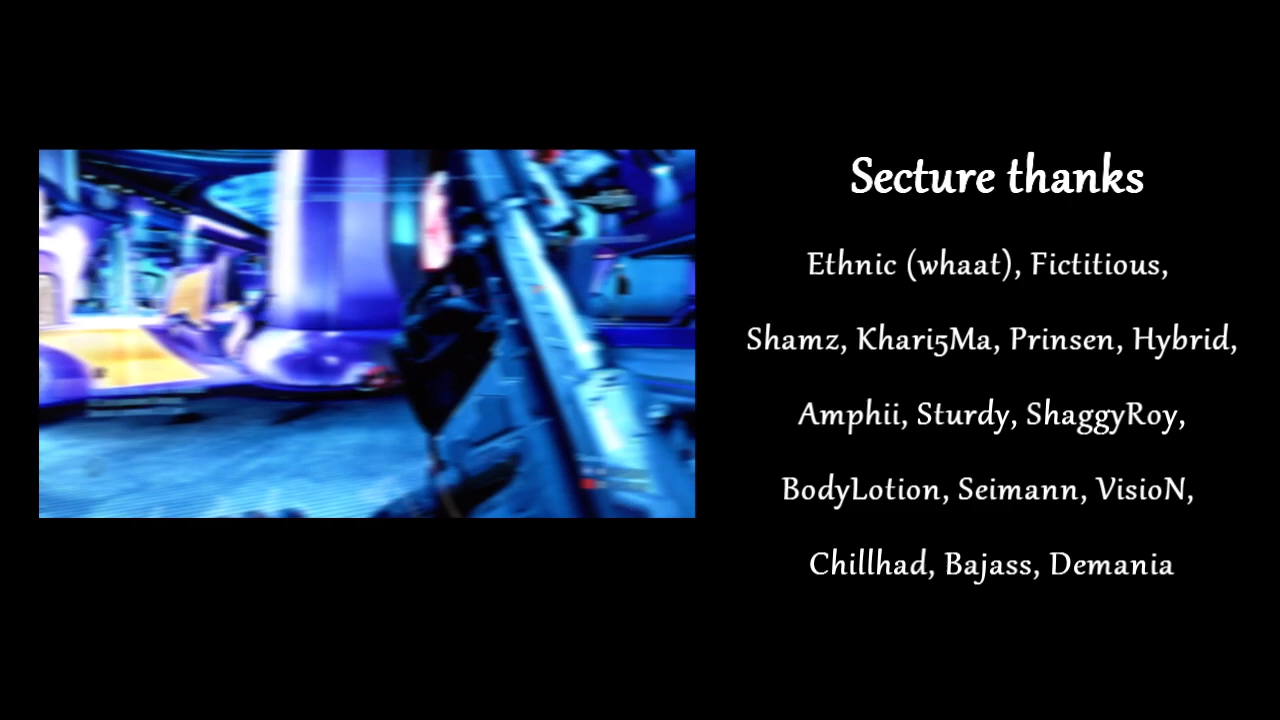 Secture thanks
Ethnic (whaat), Fictitious,
Shamz, Khari5Ma, Prinsen, Hybrid,
Amphii, Sturdy, ShaggyRoy,
BodyLotion, Seimann, VisioN,
Chillhad, Bajass, Demania